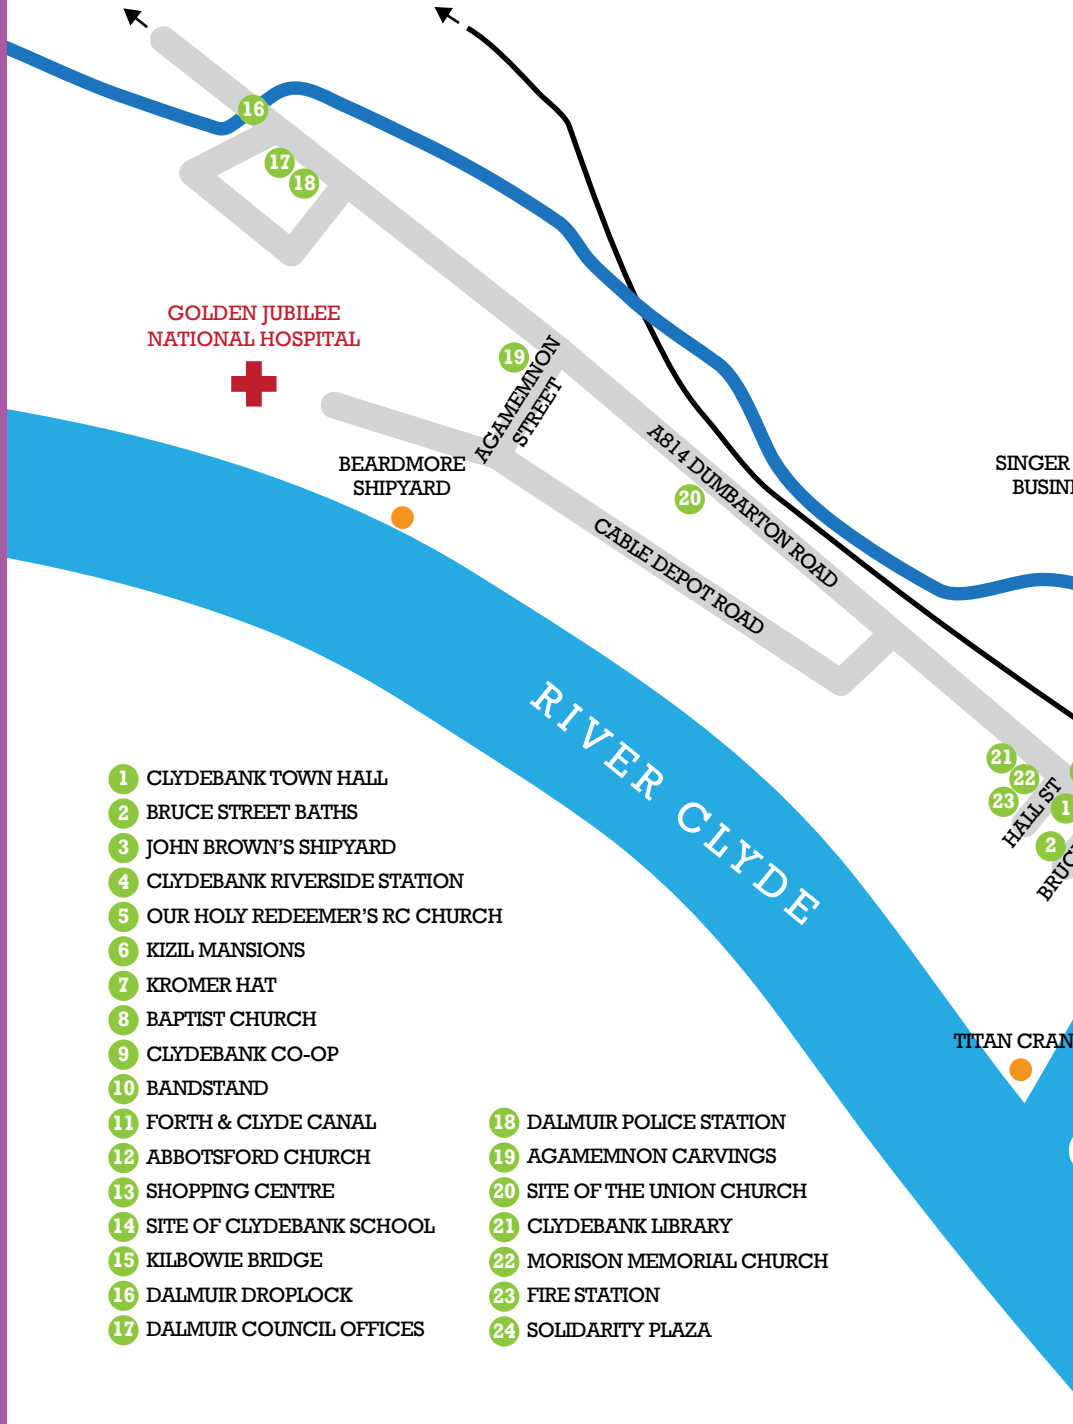 16
17
18
GOLDEN JUBILEE
NATIONAL HOSPITAL
19
AGAMEMNON
STREET
BEARDMORE
SHIPYARD
A814 DUMBARTON ROAD
20
CABLE DEPOT ROAD
SINGER
BUSIN
RIVER CLYDE
21
22
23
HALL ST
1
2
BRUC
TITAN CRAN
1 CLYDEBANK TOWN HALL
2 BRUCE STREET BATHS
3 JOHN BROWN'S SHIPYARD
4 CLYDEBANK RIVERSIDE STATION
5 OUR HOLY REDEEMER'S RC CHURCH
6 KIZIL MANSIONS
7 KROMER HAT
8 BAPTIST CHURCH
9 CLYDEBANK CO-OP
10 BANDSTAND
11 FORTH & CLYDE CANAL
12 ABBOTSFORD CHURCH
13 SHOPPING CENTRE
14 SITE OF CLYDEBANK SCHOOL
15 KILBOWIE BRIDGE
16 DALMUIR DROPLOCK
17 DALMUIR COUNCIL OFFICES
18 DALMUIR POLICE STATION
19 AGAMEMNON CARVINGS
20 SITE OF THE UNION CHURCH
21 CLYDEBANK LIBRARY
22 MORISON MEMORIAL CHURCH
23 FIRE STATION
24 SOLIDARITY PLAZA